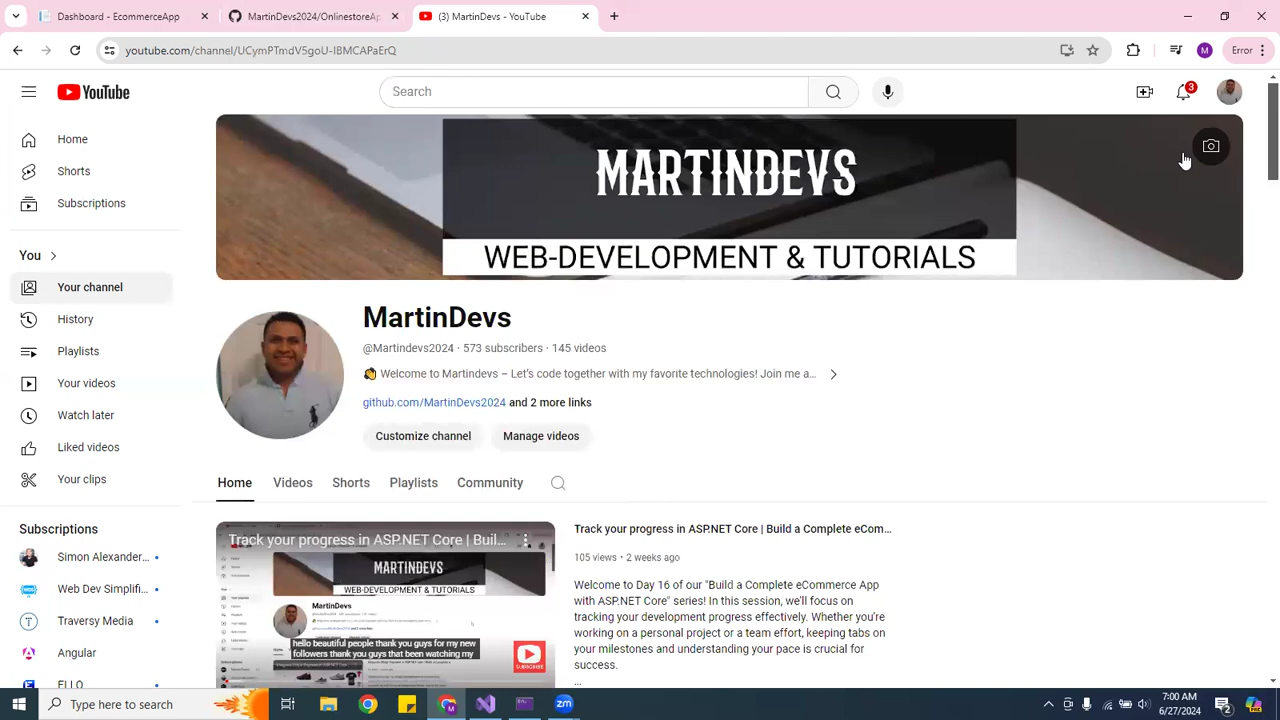 Dashboard - EcommerceApp
MartinDevs2024/OnlinestoreAp
(3) MartinDevs - YouTube
youtube.com/channel/UCymPTmdV5goU-IBMCAPaErQ
M
Error
YouTube
Search
3
Home
Shorts
Subscriptions
You
Your channel
History
Playlists
Your videos
Watch later
Liked videos
Your clips
Subscriptions
Simon Alexander...
Web Dev Simplifi...
Traversy Media
Angular
ELLO
MARTINDEVS
WEB-DEVELOPMENT & TUTORIALS
MartinDevs
@Martindevs2024 · 573 subscribers · 145 videos
👏 Welcome to Martindevs – Let's code together with my favorite technologies! Join me a...
github.com/MartinDevs2024 and 2 more links
Customize channel
Manage videos
Home
Videos
Shorts
Playlists
Community
Track your progress in ASP.NET Core | Buil...
MARTINDEVS
WEB-DEVELOPMENT & TUTORIALS
MartinDevs
hello beautiful people thank you guys for my new
followers thank you guys that been watching my
SUBSCRIBE
Track your progress in ASP.NET Core | Build a Complete eCom...
105 views • 2 weeks ago
Welcome to Day 16 of our "Build a Complete eCommerce App
with ASP.NET Core" series! In this session, we'll focus on
tracking your development progress effectively. Whether you're
working on a personal project or a team effort, keeping tabs on
your milestones and understanding your pace is crucial for
success.
...
Type here to search
7:00 AM
6/27/2024
2